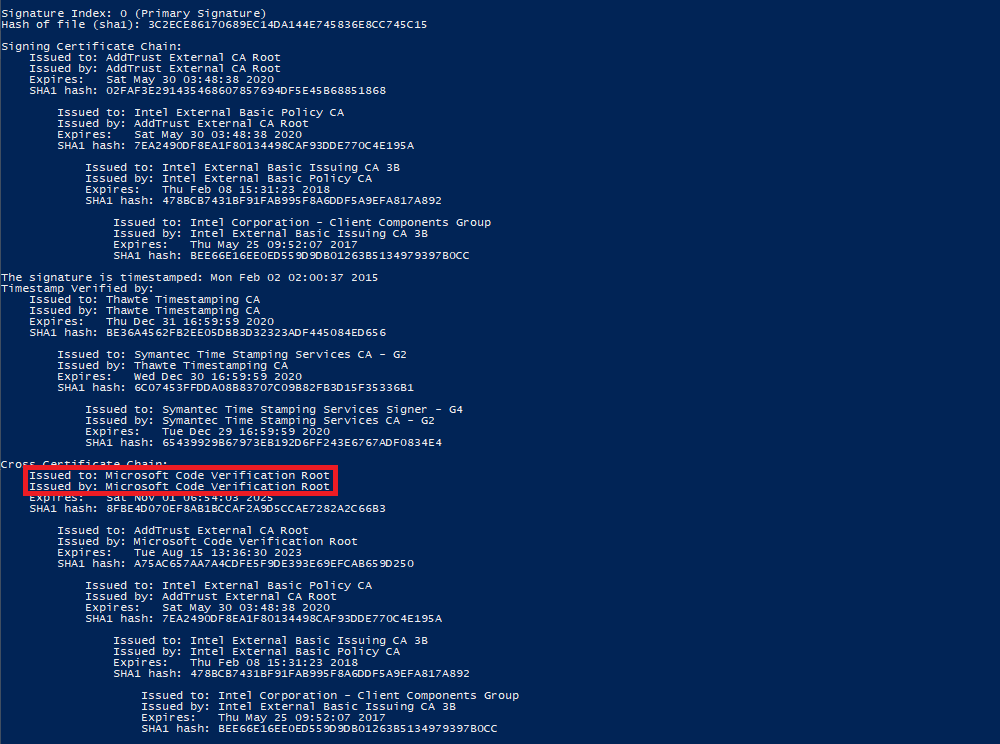 Signature Index: 0 (Primary Signature)
Hash of file (sha1): 3C2ECE86170689EC14DA144E745836E8CC745C15
Signing Certificate Chain:
Issued to: AddTrust External CA Root
Issued by: AddTrust External CA Root
Expires: Sat May 30 03:48:38 2020
SHA1 hash: 02FAF3E291435468607857694DF5E45B68851868
Issued to: Intel External Basic Policy CA
Issued by: AddTrust External CA Root
Expires: Sat May 30 03:48:38 2020
SHA1 hash: 7EA2490DF8EA1F80134498CAF93DDE770C4E195A
Issued to: Intel External Basic Issuing CA 3B
Issued by: Intel External Basic Policy CA
Expires: Thu Feb 08 15:31:23 2018
SHA1 hash: 478BCB7431BF91FAB995F8A6DDF5A9EFA817A892
Issued to: Intel Corporation - Client Components Group
Issued by: Intel External Basic Issuing CA 3B
Expires: Thu May 25 09:52:07 2017
SHA1 hash: BEE66E16EE0ED559D9DB01263B5134979397B0CC
The signature is timestamped: Mon Feb 02 02:00:37 2015
Timestamp Verified by:
Issued to: Thawte Timestamping CA
Issued by: Thawte Timestamping CA
Expires: Thu Dec 31 16:59:59 2020
SHA1 hash: BE36A4562FB2EE05DBB3D32323ADF445084ED656
Issued to: Symantec Time Stamping Services CA - G2
Issued by: Thawte Timestamping CA
Expires: Wed Dec 30 16:59:59 2020
SHA1 hash: 6C07453FFDDA08B83707C09B82FB3D15F35336B1
Issued to: Symantec Time Stamping Services Signer - G4
Issued by: Symantec Time Stamping Services CA - G2
Expires: Tue Dec 29 16:59:59 2020
SHA1 hash: 65439929B67973EB192D6FF243E6767ADF0834E4
Cross Certificate Chain:
Issued to: Microsoft Code Verification Root
Issued by: Microsoft Code Verification Root
Expires: Sat Nov 01 06:54:03 2025
SHA1 hash: 8FBE4D070EF8AB1BCCAF2A9D5CCAE7282A2C66B3
Issued to: AddTrust External CA Root
Issued by: Microsoft Code Verification Root
Expires: Tue Aug 15 13:36:30 2023
SHA1 hash: A75AC657AA7A4CDFE5F9DE393E69EFCAB659D250
Issued to: Intel External Basic Policy CA
Issued by: AddTrust External CA Root
Expires: Sat May 30 03:48:38 2020
SHA1 hash: 7EA2490DF8EA1F80134498CAF93DDE770C4E195A
Issued to: Intel External Basic Issuing CA 3B
Issued by: Intel External Basic Policy CA
Expires: Thu Feb 08 15:31:23 2018
SHA1 hash: 478BCB7431BF91FAB995F8A6DDF5A9EFA817A892
Issued to: Intel Corporation - Client Components Group
Issued by: Intel External Basic Issuing CA 3B
Expires: Thu May 25 09:52:07 2017
SHA1 hash: BEE66E16EE0ED559D9DB01263B5134979397B0CC